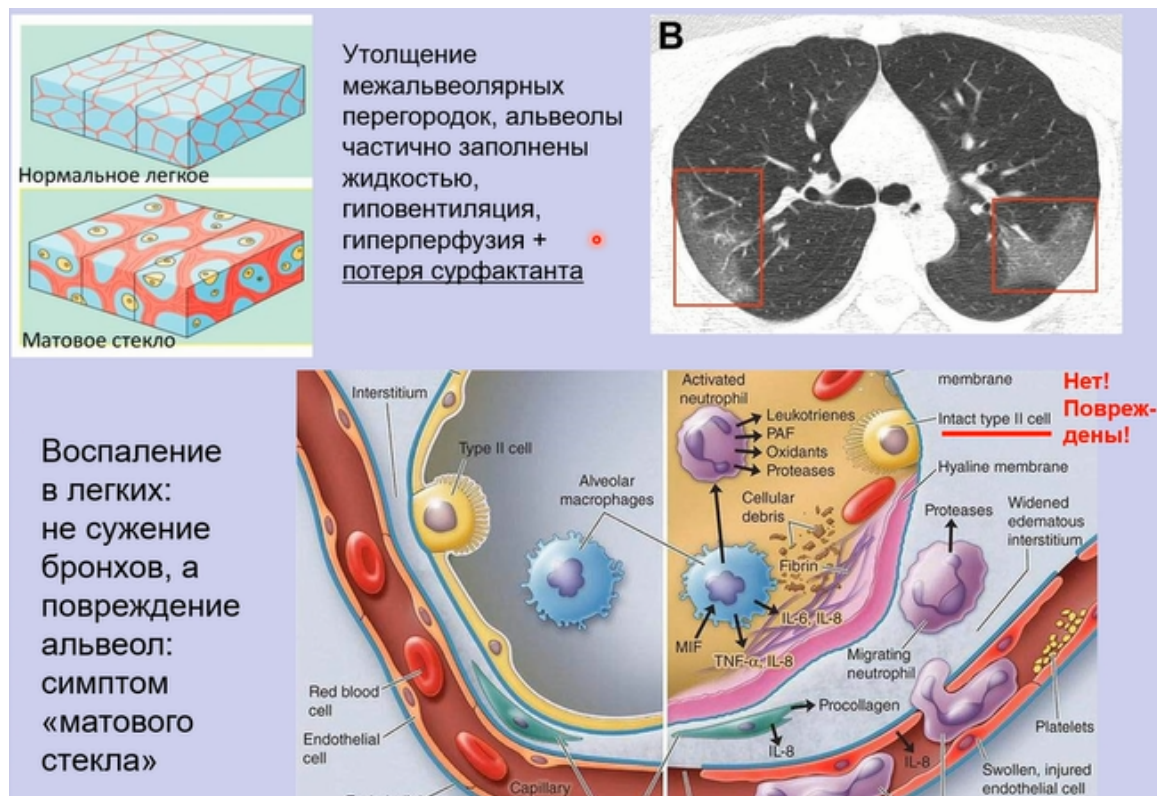 Нормальное легкое
Матовое стекло
Утолщение
межальвеолярных
перегородок, альвеолы
частично заполнены
жидкостью,
гиповентиляция,
гиперперфузия +
потеря сурфактанта
B
Воспаление
в легких:
не сужение
бронхов, а
повреждение
альвеол:
симптом
«матового
стекла»
Interstitium
Type II cell
Alveolar
macrophages
Red blood
cell
Endothelial
cell
Capillary
Activated
neutrophil
Leukotrienes
PAF
Oxidants
Proteases
Cellular
debris
Fibrin
MIF
IL-6, IL-8
TNF-α, IL-8
Procollagen
IL-8
membrane
Intact type II cell
Нет!
Повреж-
дены!
Hyaline membrane
Proteases
Widened
edematous
interstitium
Migrating
neutrophil
Platelets
IL-8
Swollen, injured
endothelial cell